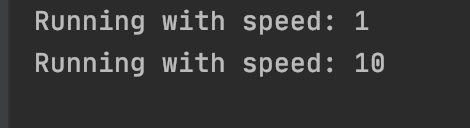 Running with speed: 1
Running with speed: 10